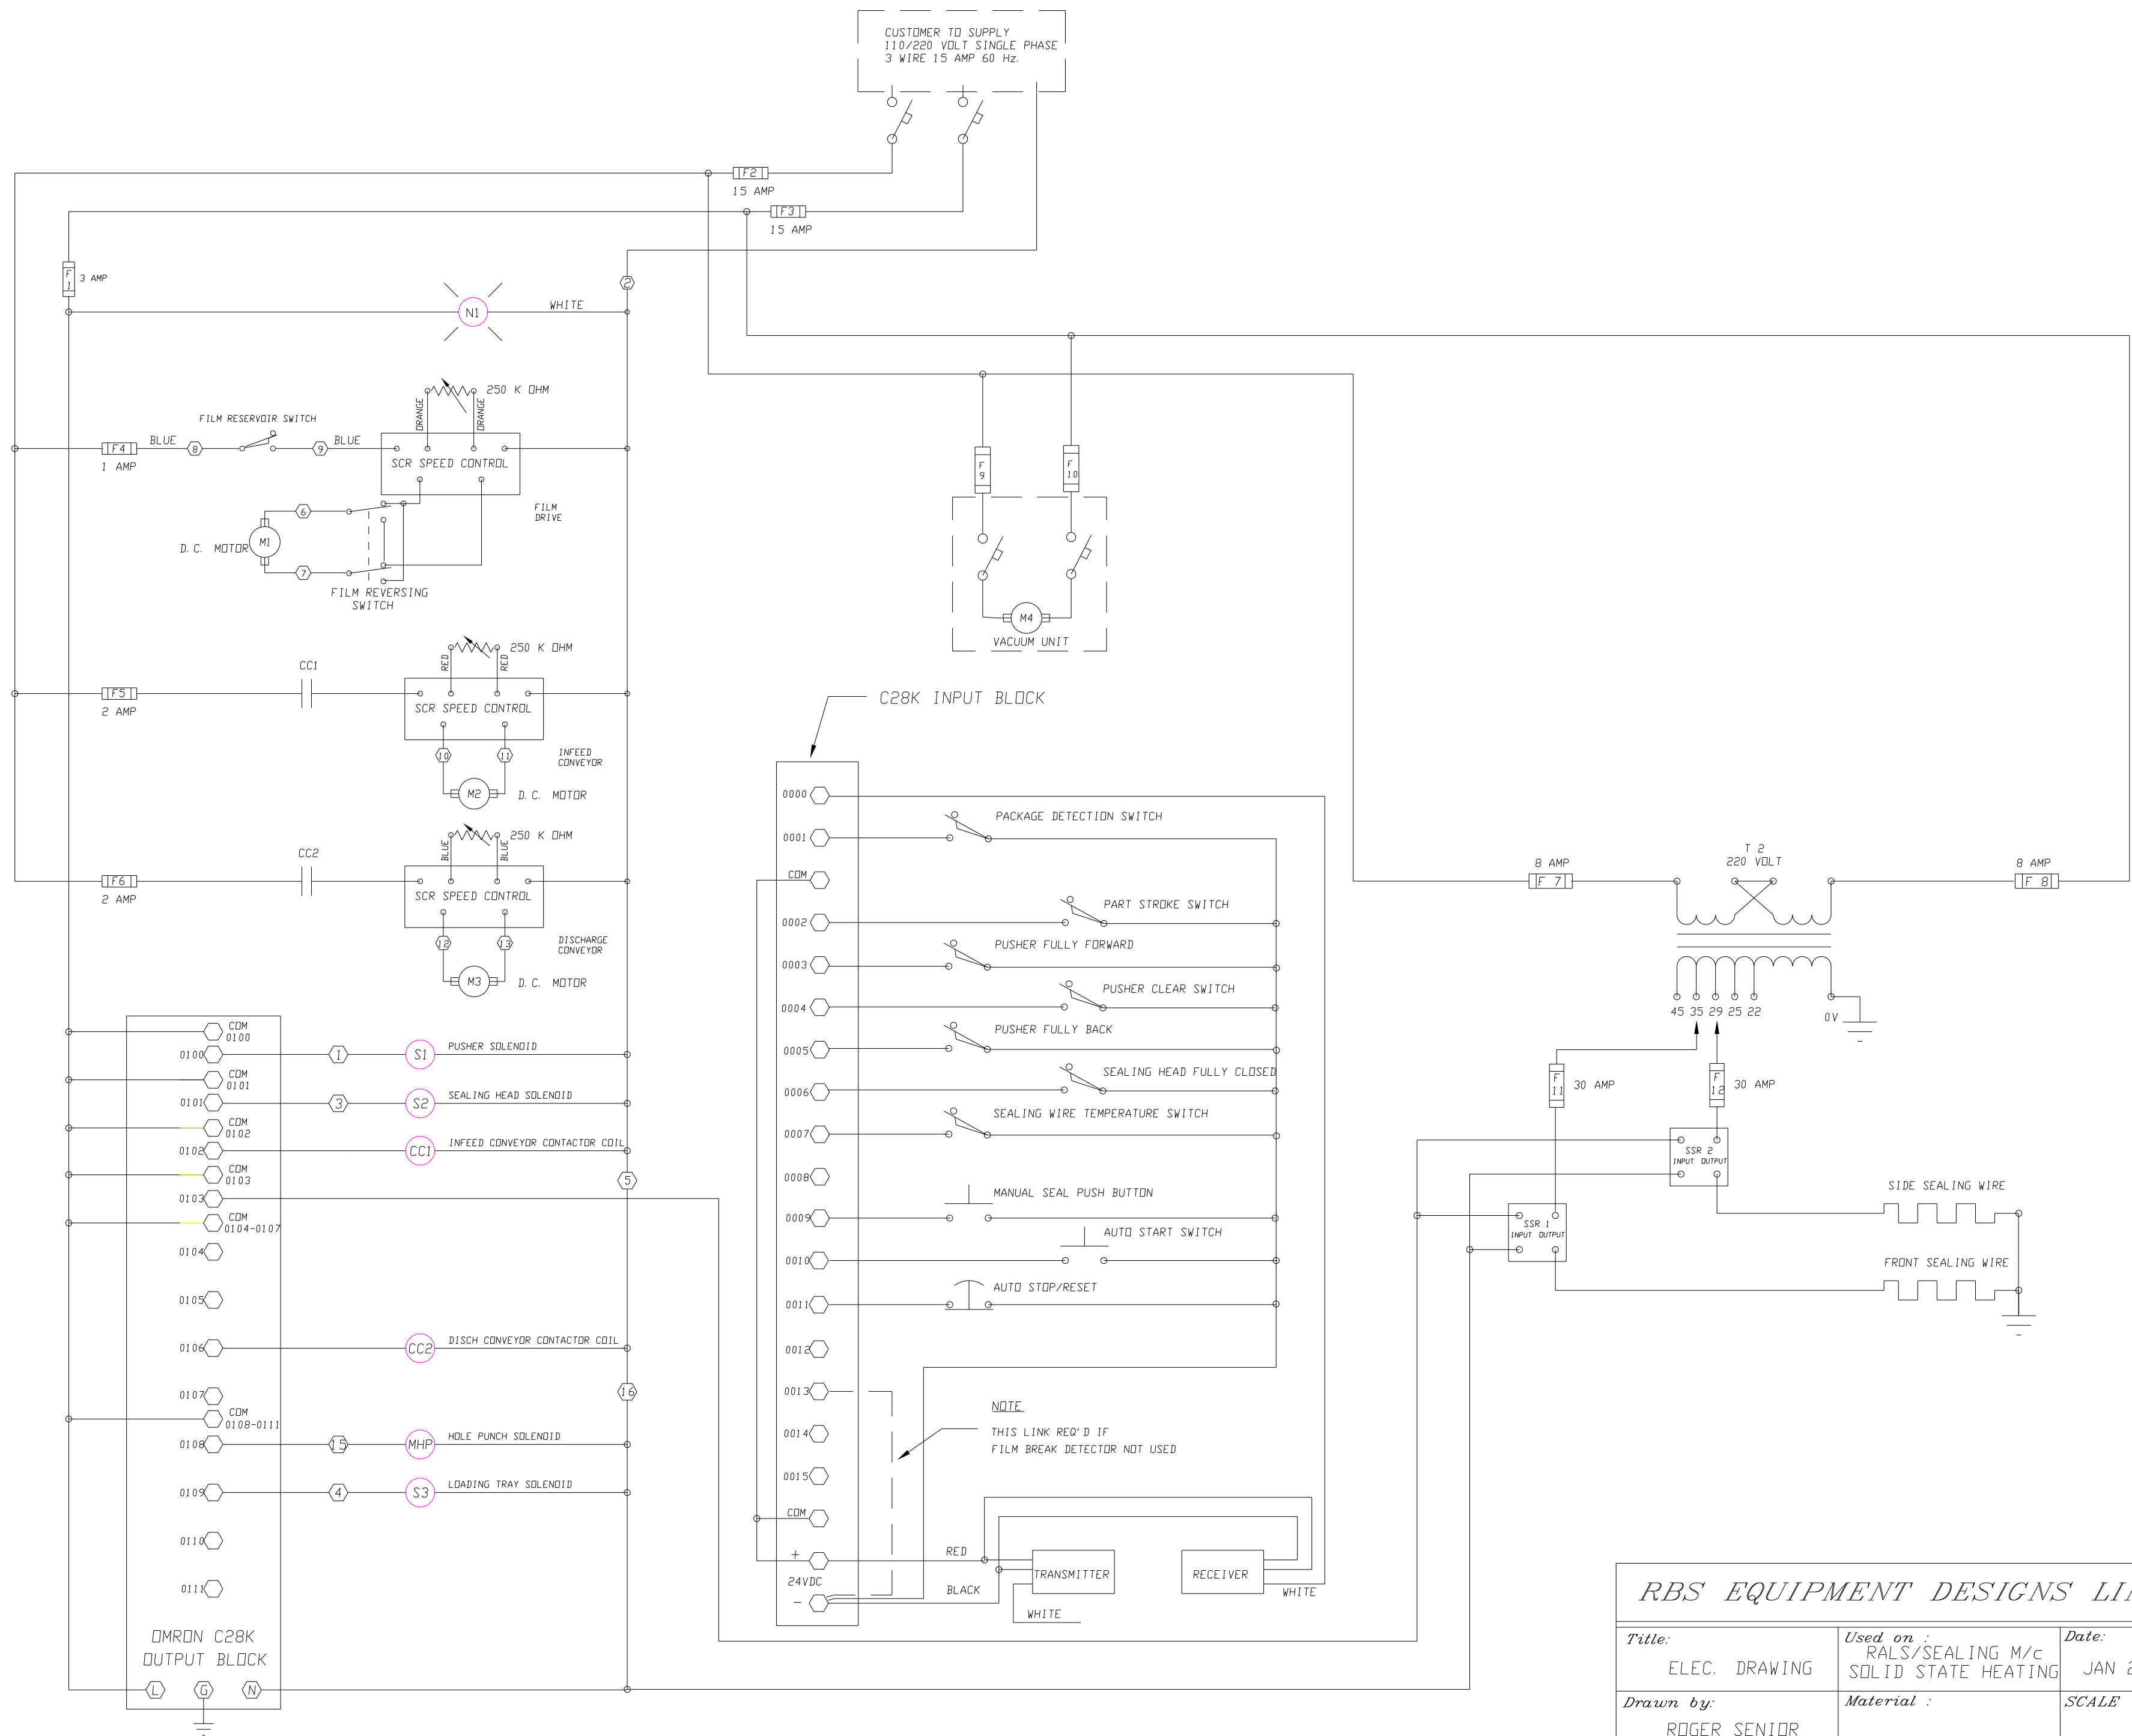 CUSTOMER TO SUPPLY
110/220 VOLT SINGLE PHASE
3 WIRE 15 AMP 60 Hz.
F2
15 AMP
F3
15 AMP
F
1
3 AMP
2
N1
WHITE
250 K OHM
ORANGE
ORANGE
FILM RESERVOIR SWITCH
F4
1 AMP
BLUE
8
9
BLUE
SCR SPEED CONTROL
FILM
DRIVE
6
D.C. MOTOR
M1
7
FILM REVERSING
SWITCH
F
9
F
10
M4
VACUUM UNIT
250 K OHM
RED
RED
CC1
F5
2 AMP
SCR SPEED CONTROL
10
11
INFEED
CONVEYOR
M2
D.C. MOTOR
250 K OHM
BLUE
BLUE
CC2
F6
2 AMP
SCR SPEED CONTROL
12
13
DISCHARGE
CONVEYOR
M3
D.C. MOTOR
COM
0100
0100
1
S1
PUSHER SOLENOID
COM
0101
0101
3
S2
SEALING HEAD SOLENOID
COM
0102
0102
CC1
INFEED CONVEYOR CONTACTOR COIL
COM
0103
5
0103
COM
0104-0107
0104
0105
0106
CC2
DISCH CONVEYOR CONTACTOR COIL
16
0107
COM
0108-0111
0108
15
MHP
HOLE PUNCH SOLENOID
0109
4
S3
LOADING TRAY SOLENOID
0110
0111
OMRON C28K
OUTPUT BLOCK
L
G
N
C28K INPUT BLOCK
0000
0001
PACKAGE DETECTION SWITCH
COM
0002
PART STROKE SWITCH
0003
PUSHER FULLY FORWARD
0004
PUSHER CLEAR SWITCH
0005
PUSHER FULLY BACK
0006
SEALING HEAD FULLY CLOSED
0007
SEALING WIRE TEMPERATURE SWITCH
0008
0009
MANUAL SEAL PUSH BUTTON
0010
AUTO START SWITCH
0011
AUTO STOP/RESET
0012
0013
NOTE
THIS LINK REQ'D IF
FILM BREAK DETECTOR NOT USED
0014
0015
COM
+
24VDC
-
RED
BLACK
TRANSMITTER
WHITE
RECEIVER
WHITE
8 AMP
F 7
T 2
220 VOLT
8 AMP
F 8
45 35 29 25 22
0V
F
11
30 AMP
F
12
30 AMP
SSR 2
INPUT OUTPUT
SSR 1
INPUT OUTPUT
SIDE SEALING WIRE
FRONT SEALING WIRE
RBS EQUIPMENT DESIGNS
Title:
ELEC. DRAWING
Used on :
RALS/SEALING M/c
SOLID STATE HEATING
Date:
JAN
Drawn by:
ROGER SENIOR
Material :
SCALE